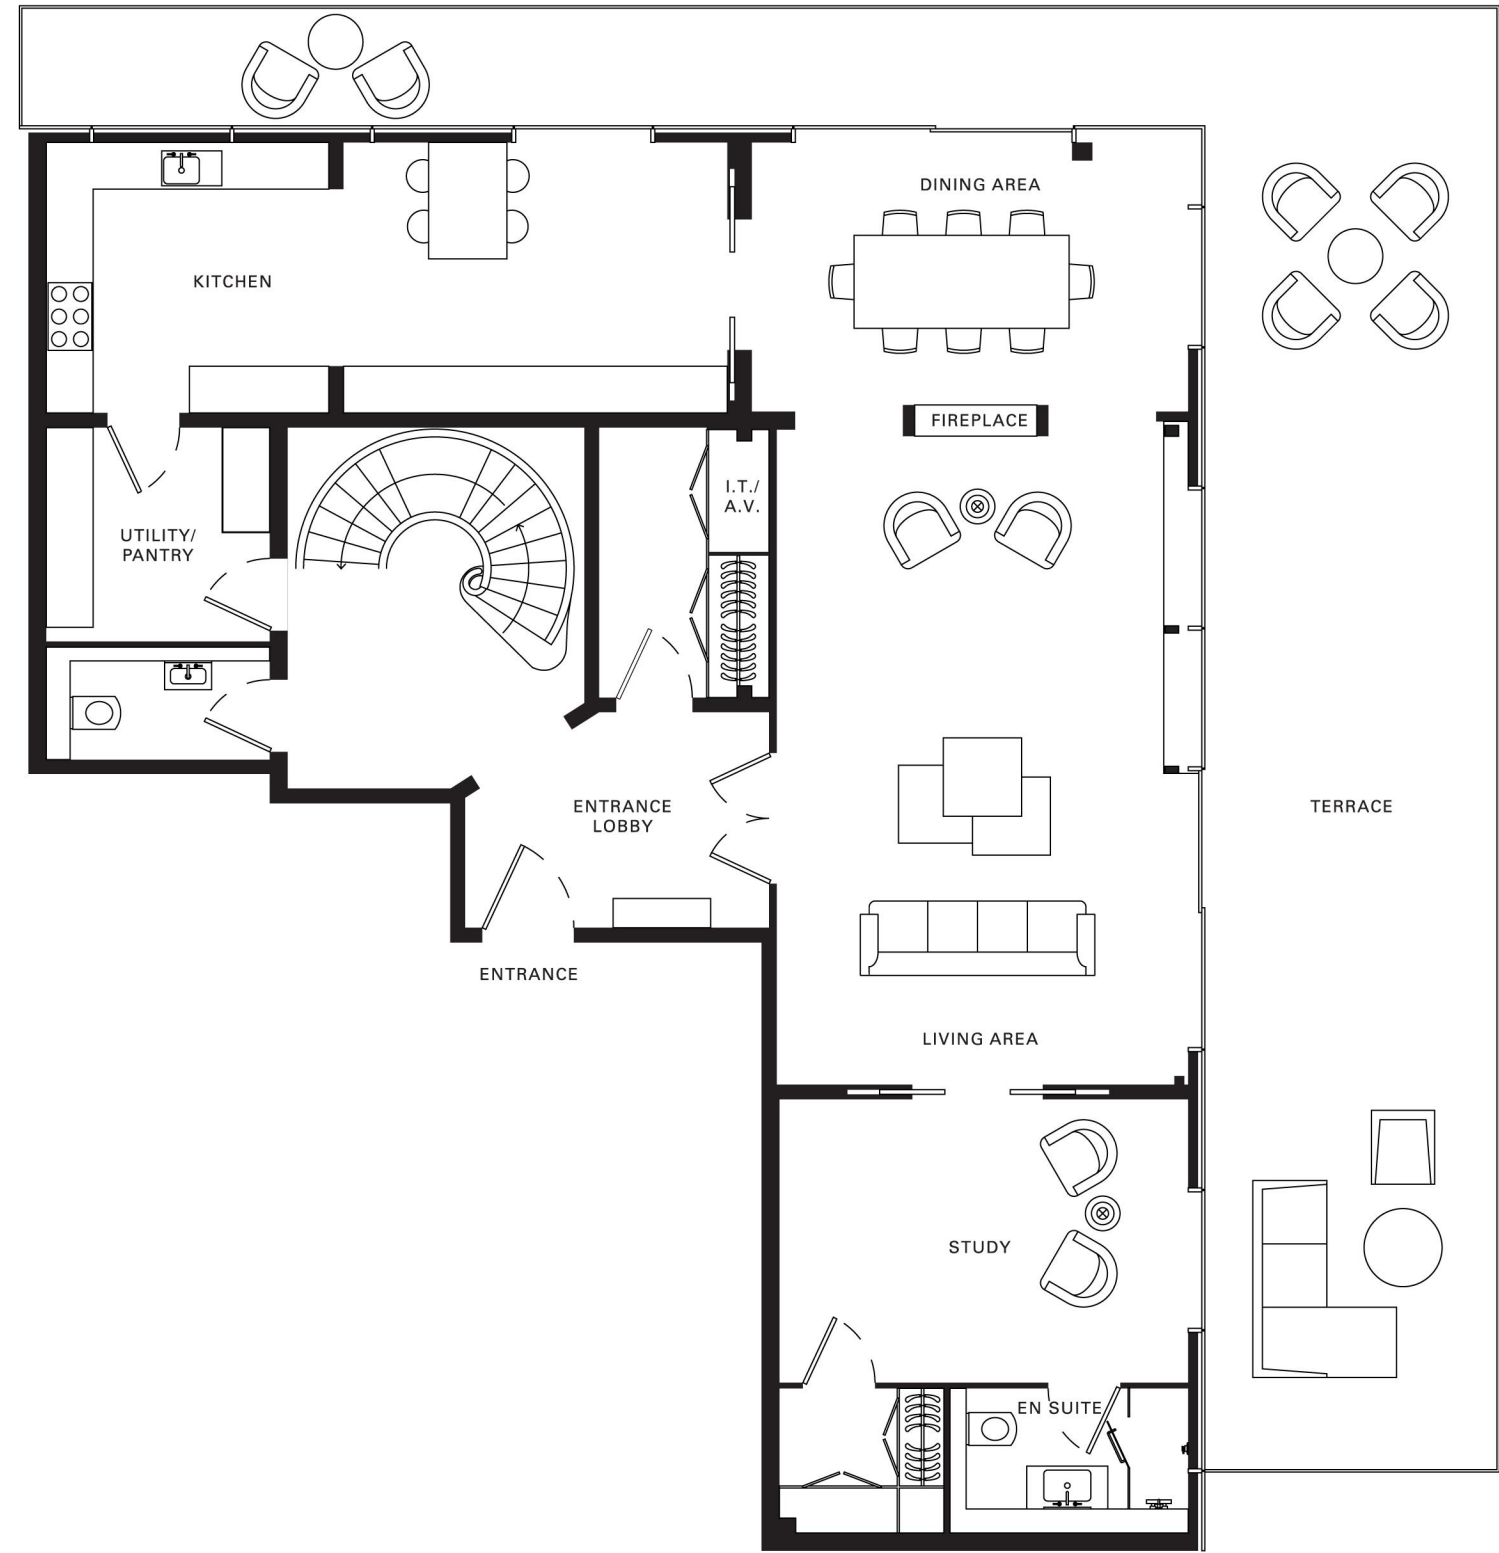 DINING AREA
KITCHEN
FIREPLACE
I.T./
A.V.
UTILITY/
PANTRY
ENTRANCE
LOBBY
TERRACE
ENTRANCE
LIVING AREA
STUDY
EN SUITE